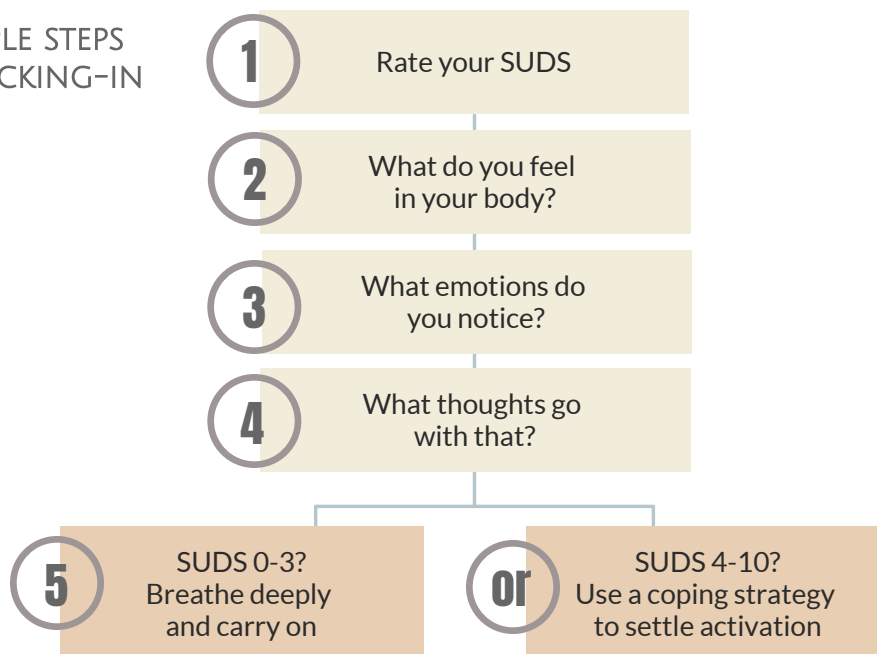 PLE STEPS
CKING-IN
1
Rate your SUDS
2
What do you feel
in your body?
3
What emotions do
you notice?
4
What thoughts go
with that?
5
SUDS 0-3?
Breathe deeply
and carry on
or
SUDS 4-10?
Use a coping strategy
to settle activation